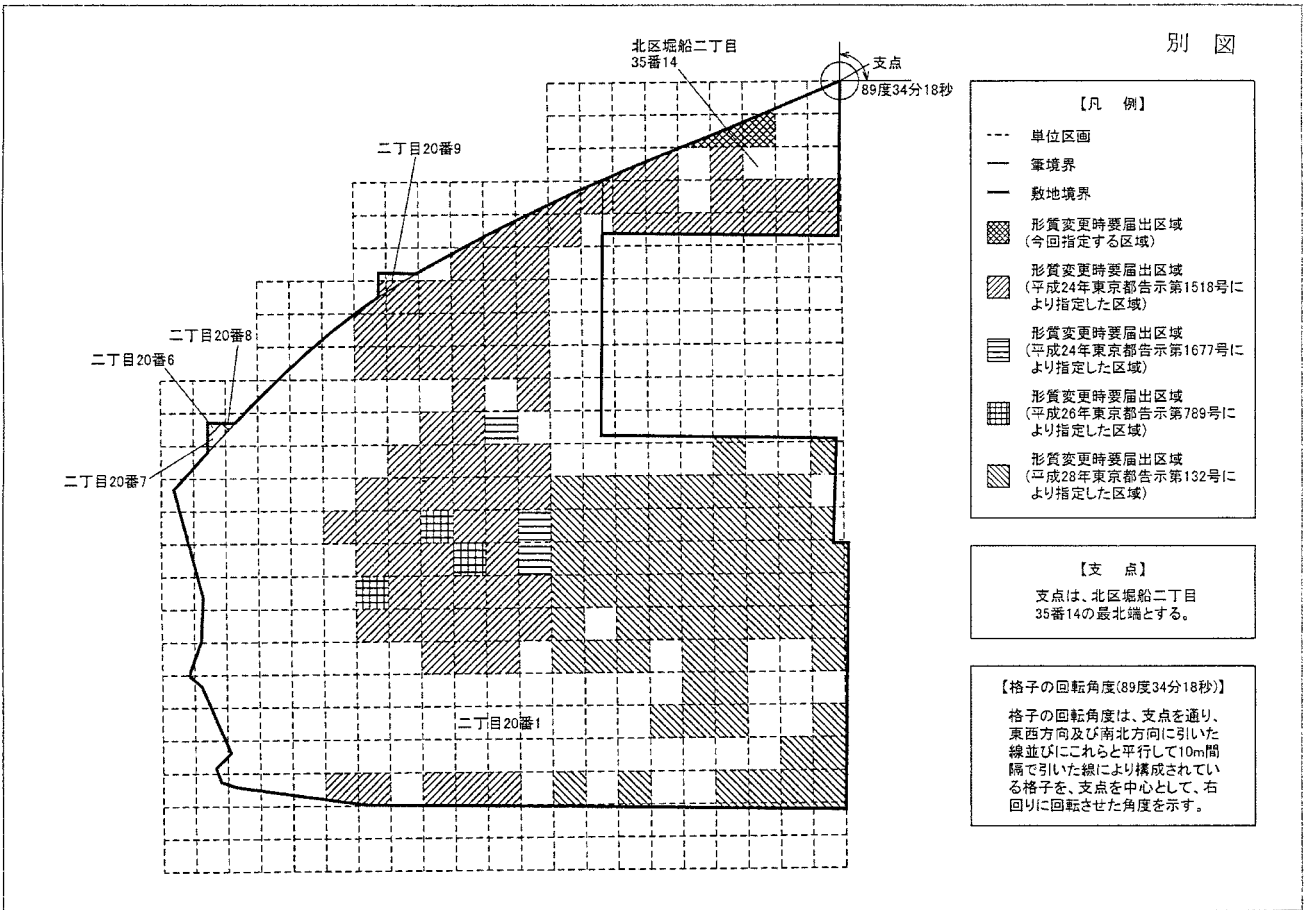 別 図
北区堀船二丁目
35番14
支点
89度34分18秒
二丁目20番9
二丁目20番8
二丁目20番6
二丁目20番7
二丁目20番1
【凡 例】
単位区画
筆境界
敷地境界
形質変更時要届出区域
(今回指定する区域)
形質変更時要届出区域
(平成24年東京都告示第1518号に
より指定した区域)
形質変更時要届出区域
(平成24年東京都告示第1677号に
より指定した区域)
形質変更時要届出区域
(平成26年東京都告示第789号に
より指定した区域)
形質変更時要届出区域
(平成28年東京都告示第132号に
より指定した区域)
【支 点】
支点は、北区堀船二丁目
35番14の最北端とする。
【格子の回転角度(89度34分18秒)】
格子の回転角度は、支点を通り、
東西方向及び南北方向に引いた
線並びにこれらと平行して10m間
隔で引いた線により構成されてい
る格子を、支点を中心として、右
回りに回転させた角度を示す。